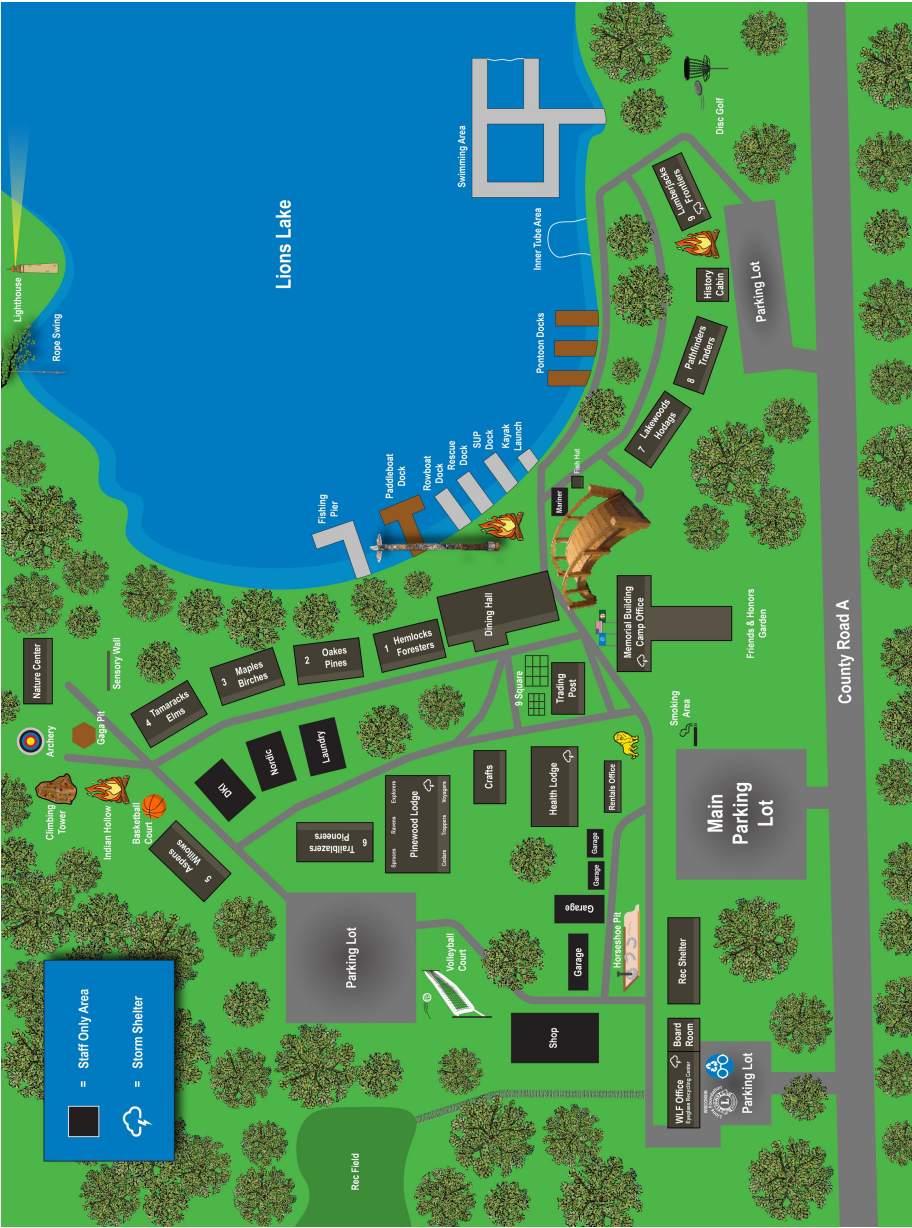 = Staff Only Area
= Storm Shelter
Rec Field
Lighthouse
Rope Swing
Nature Center
Sensory Wall
Archery
Gaga Pit
Climbing
Tower
Indian Hollow
Basketball
Court
5
Aspens
Willows
4
Tamaracks
Elms
3
Maples
Birches
2
Oakes
Pines
1
Hemlocks
Foresters
OKI
Nordic
Laundry
Dining Hall
Lions Lake
Fishing
Pier
Paddleboat
Dock
Rowboat
Dock
Rescue
Dock
SUP
Dock
Kayak
Launch
Pontoon Docks
Inner Tube Area
Swimming Area
Parking Lot
6
Trailblazers
Pioneers
Spruces
Ravens
Explorers
Pinewood Lodge
Cedars
Trappers
Voyagers
Volleyball
Court
Crafts
9 Square
Trading
Post
Health Lodge
Rentals Office
Garage
Garage
Garage
Garage
Shop
Horseshoe Pit
Mariner
Fish Hut
Memorial Building
Camp Office
Friends & Honors
Garden
7
Lakewoods
Hodags
8
Pathfinders
Traders
History
Cabin
9
Lumberjacks
Frontiers
Disc Golf
Parking Lot
Smoking
Area
Main
Parking
Lot
Rec Shelter
Board
Room
WLF Office
Eyeglass Recycling Center
WISCONSIN
L
Parking Lot
County Road A